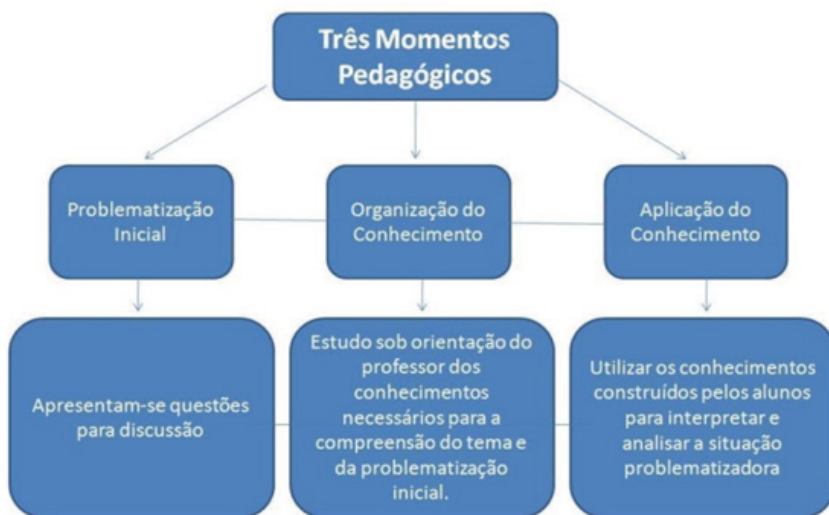 Três Momentos
Pedagógicos
Problematização
Inicial
Organização do
Conhecimento
Aplicação do
Conhecimento
Apresentam-se questões
para discussão
Estudo sob orientação do
professor dos
conhecimentos
necessários para a
compreensão do tema e
da problematização
inicial.
Utilizar os conhecimentos
construídos pelos alunos
para interpretar e
analisar a situação
problematizadora